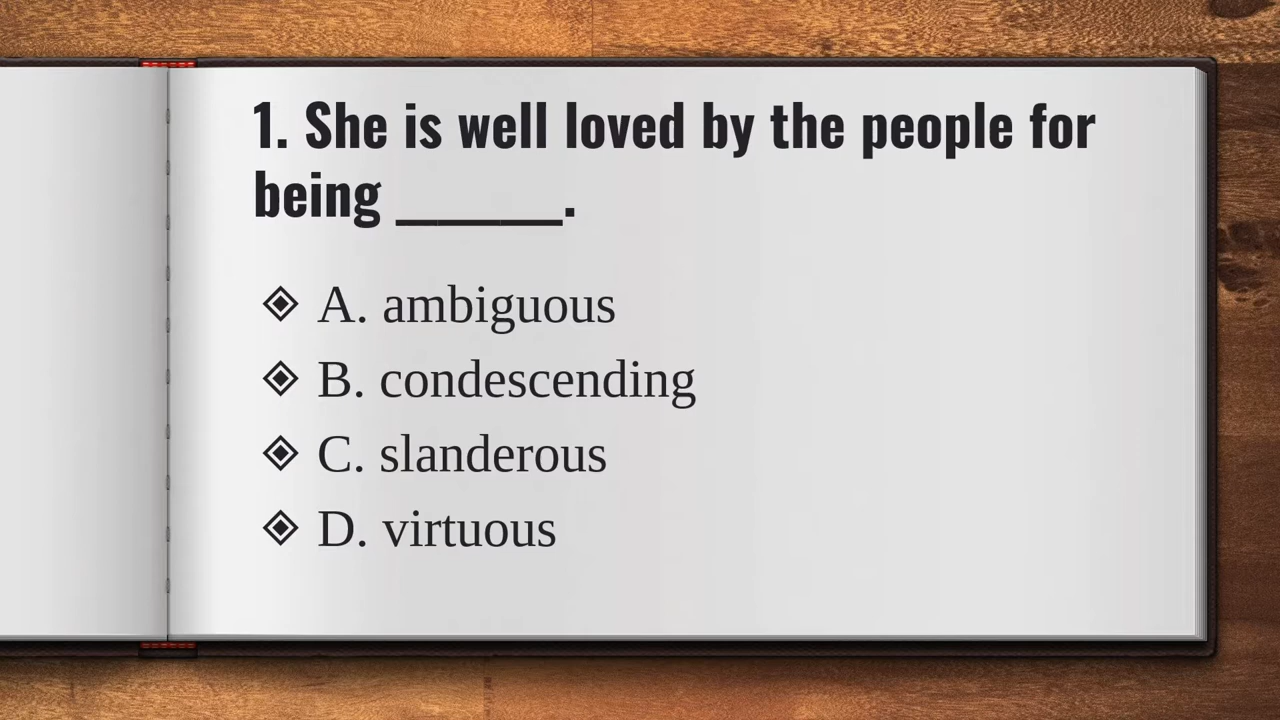 1. She is well loved by the people for
being ______.
A. ambiguous
B. condescending
C. slanderous
D. virtuous